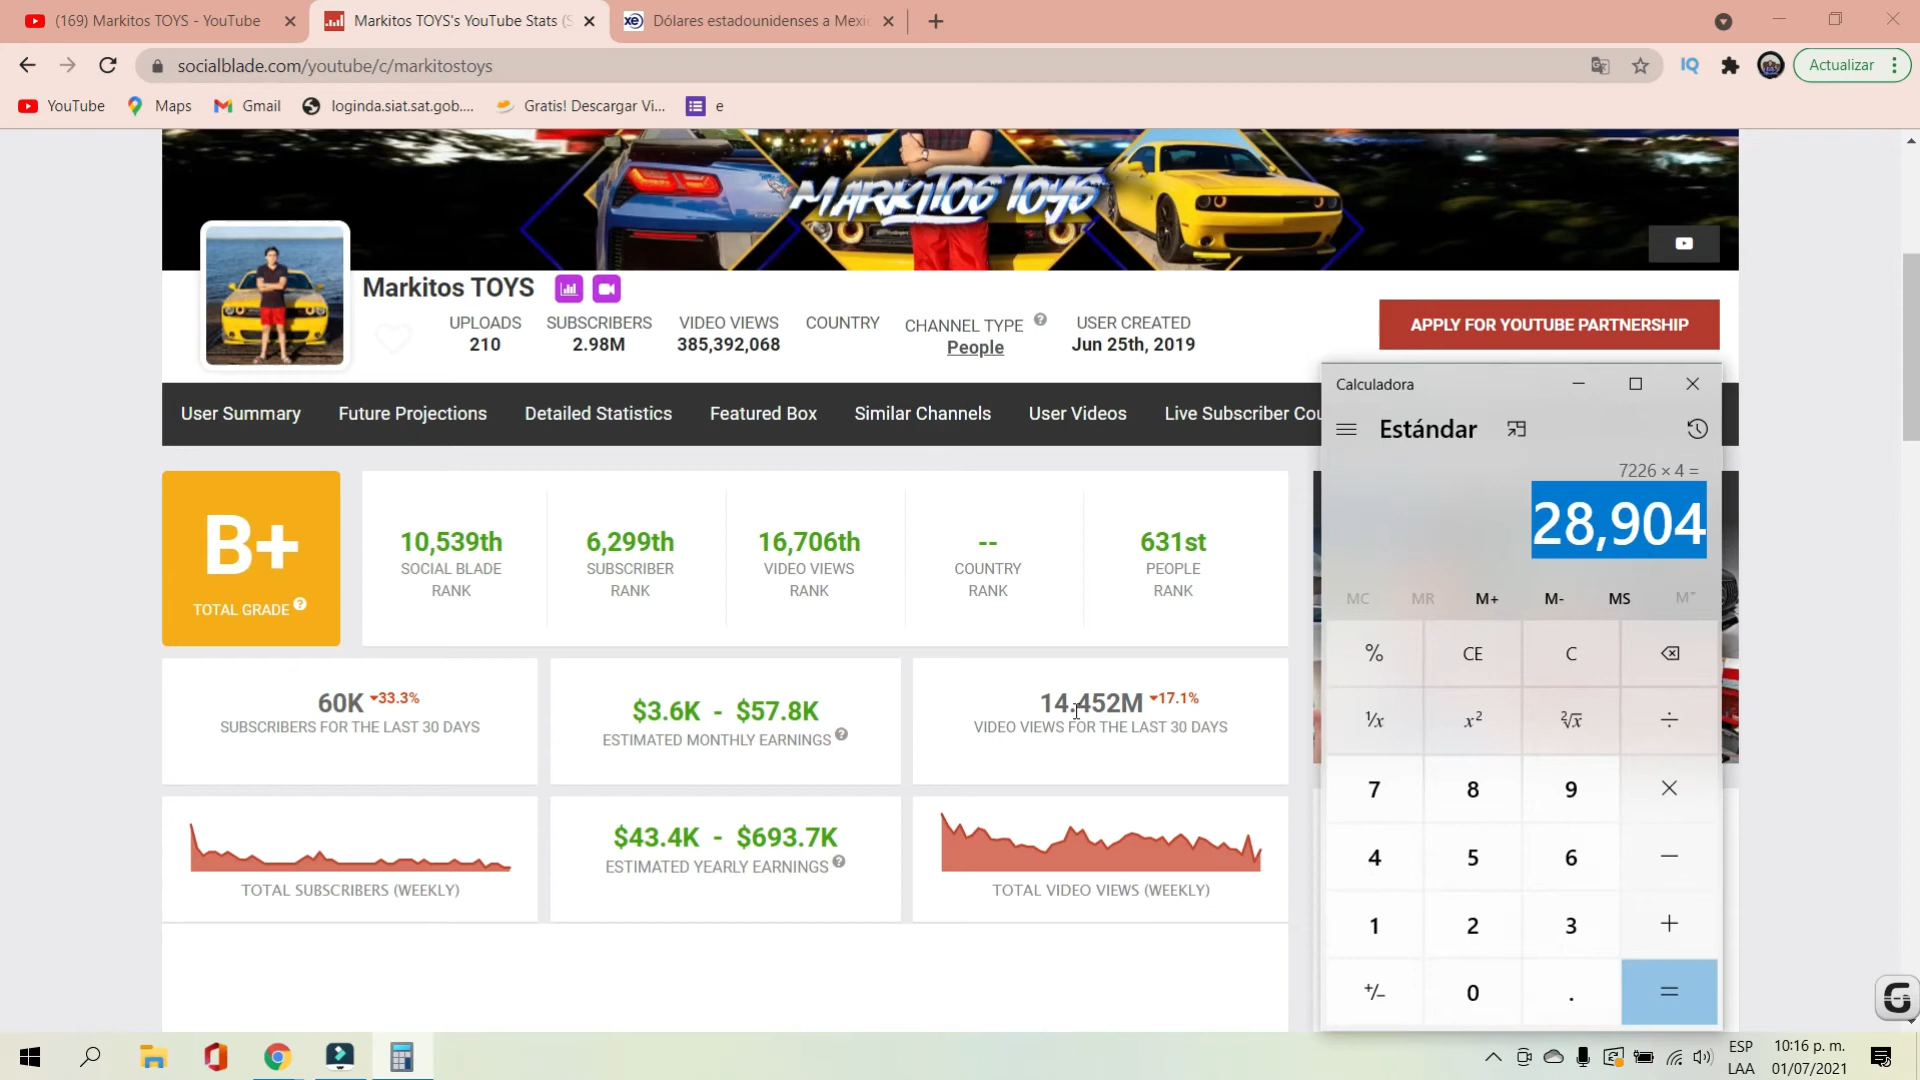 (169) Markitos TOYS - YouTube
Markitos TOYS's YouTube Stats (S
Dólares estadounidenses a Mexi
socialblade.com/youtube/c/markitostoys
IQ
Actualizar
YouTube
Maps
Gmail
loginda.siat.sat.gob....
Gratis! Descargar Vi...
e
MARKITOS TOYS
Markitos TOYS
UPLOADS
210
SUBSCRIBERS
2.98M
VIDEO VIEWS
385,392,068
COUNTRY
CHANNEL TYPE
People
USER CREATED
Jun 25th, 2019
APPLY FOR YOUTUBE PARTNERSHIP
User Summary
Future Projections
Detailed Statistics
Featured Box
Similar Channels
User Videos
Live Subscriber Cou
B+
TOTAL GRADE
10,539th
SOCIAL BLADE
RANK
6,299th
SUBSCRIBER
RANK
16,706th
VIDEO VIEWS
RANK
--
COUNTRY
RANK
631st
PEOPLE
RANK
60K 33.3%
SUBSCRIBERS FOR THE LAST 30 DAYS
$3.6K - $57.8K
ESTIMATED MONTHLY EARNINGS
14.452M 17.1%
VIDEO VIEWS FOR THE LAST 30 DAYS
TOTAL SUBSCRIBERS (WEEKLY)
$43.4K - $693.7K
ESTIMATED YEARLY EARNINGS
TOTAL VIDEO VIEWS (WEEKLY)
Calculadora
Estándar
7226 × 4 =
28,904
MC MR M+ M- MS M˅
% CE C
¹/x x² ²√x ÷
7 8 9 ×
4 5 6 −
1 2 3 +
+/− 0 . =
ESP
LAA
10:16 p. m.
01/07/2021